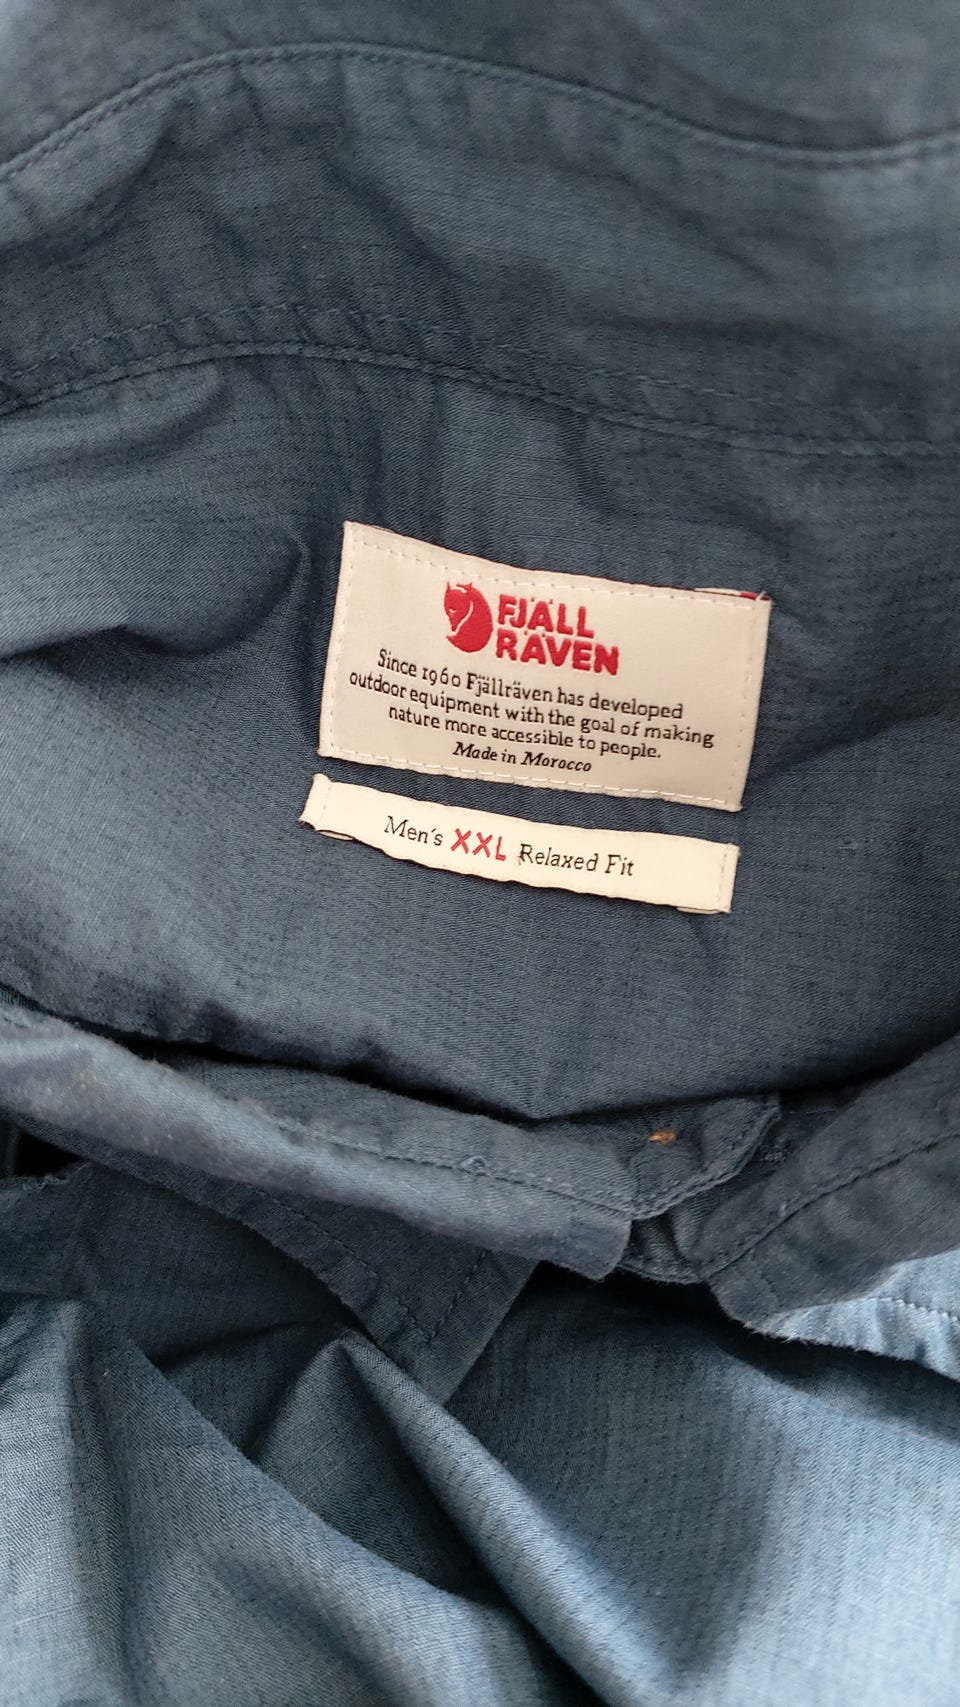 FJÄLL
RÄVEN
Since 1960 Fjällräven has developed
outdoor equipment with the goal of making
nature more accessible to people.
Made in Morocco
Men's XXL Relaxed Fit